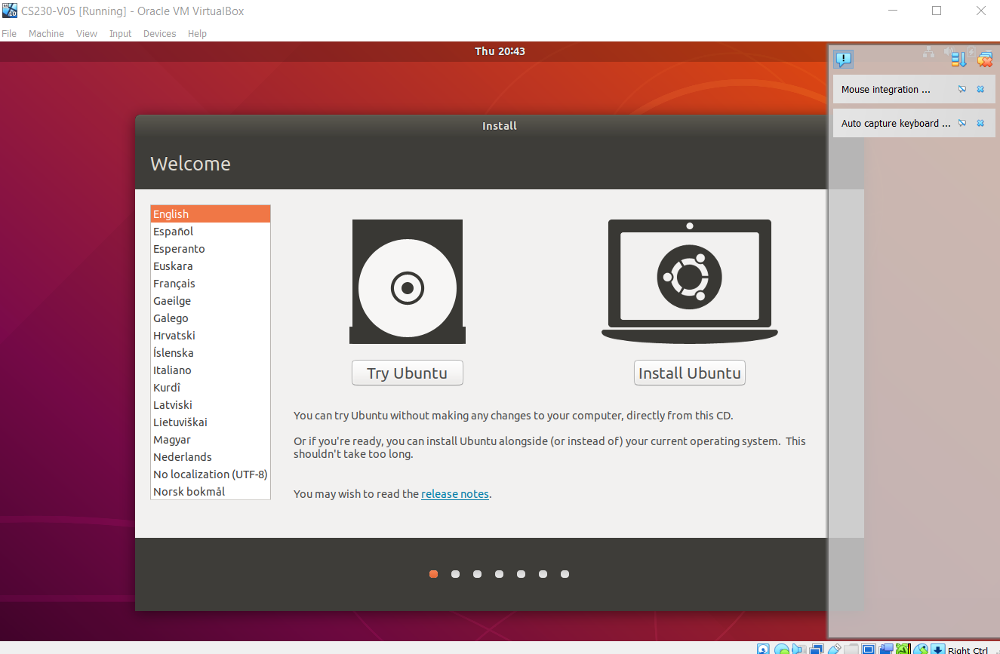 CS230-V05 [Running] - Oracle VM VirtualBox
File Machine View Input Devices Help
Thu 20:43
Mouse integration ...
Auto capture keyboard ...
Install
Welcome
English
Español
Esperanto
Euskara
Français
Gaeilge
Galego
Hrvatski
Íslenska
Italiano
Kurdî
Latviski
Lietuviškai
Magyar
Nederlands
No localization (UTF-8)
Norsk bokmål
Try Ubuntu
Install Ubuntu
You can try Ubuntu without making any changes to your computer, directly from this CD.
Or if you're ready, you can install Ubuntu alongside (or instead of) your current operating system. This
shouldn't take too long.
You may wish to read the release notes.
Right Ctrl